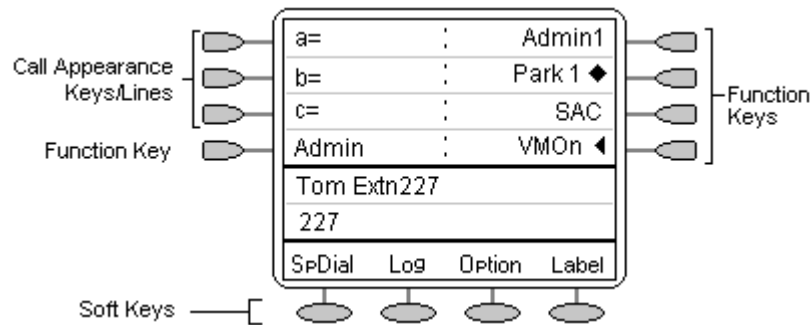 Call Appearance
Keys/Lines
Function Key
a= Admin1
b= Park 1 ◆
c= SAC
Admin VMOn ◀
Tom Extn227
227
SpDial Log Option Label
Function
Keys
Soft Keys